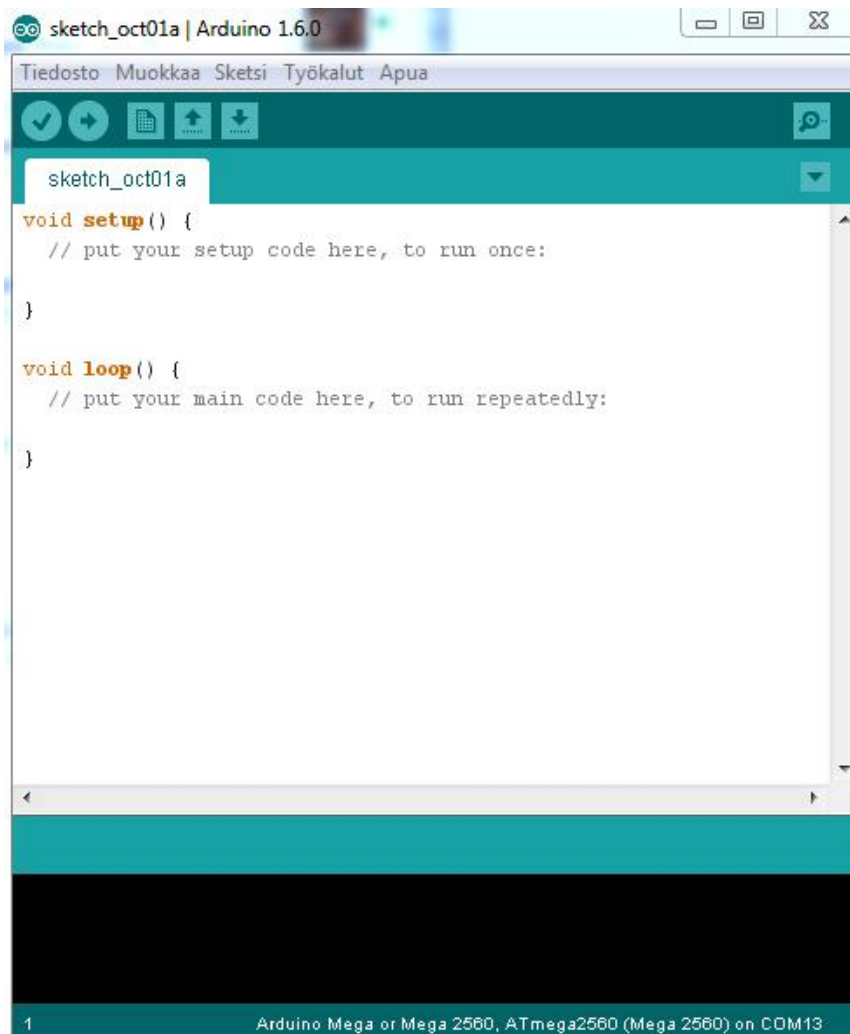 sketch_oct01a | Arduino 1.6.0
Tiedosto Muokkaa Sketsi Työkalut Apua
sketch_oct01a
void setup() {
  // put your setup code here, to run once:
}
void loop() {
  // put your main code here, to run repeatedly:
}
1 Arduino Mega or Mega 2560, ATmega2560 (Mega 2560) on COM13